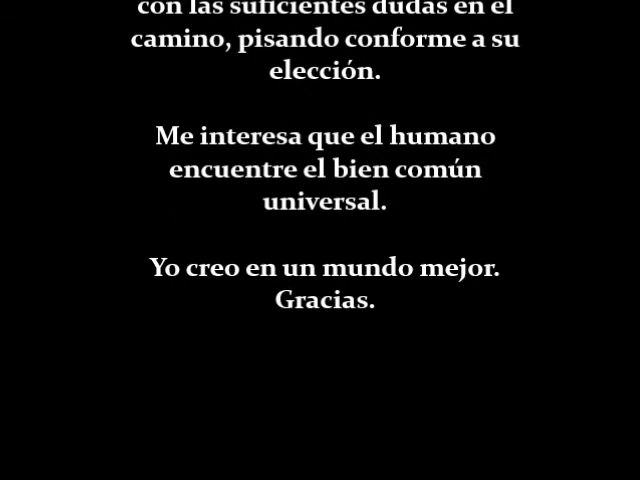 con las suficientes dudas en el
camino, pisando conforme a su
elección.
Me interesa que el humano
encuentre el bien común
universal.
Yo creo en un mundo mejor.
Gracias.